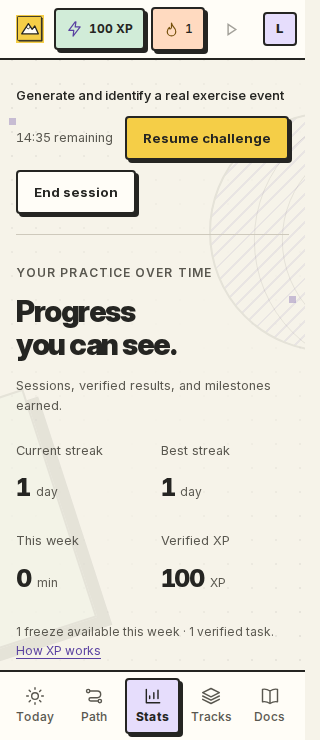 100 XP
1
L
Generate and identify a real exercise event
14:35 remaining
Resume challenge
End session
YOUR PRACTICE OVER TIME
Progress
you can see.
Sessions, verified results, and milestones
earned.
Current streak
Best streak
1 day
1 day
This week
Verified XP
0 min
100 XP
1 freeze available this week · 1 verified task.
How XP works
Today
Path
Stats
Tracks
Docs